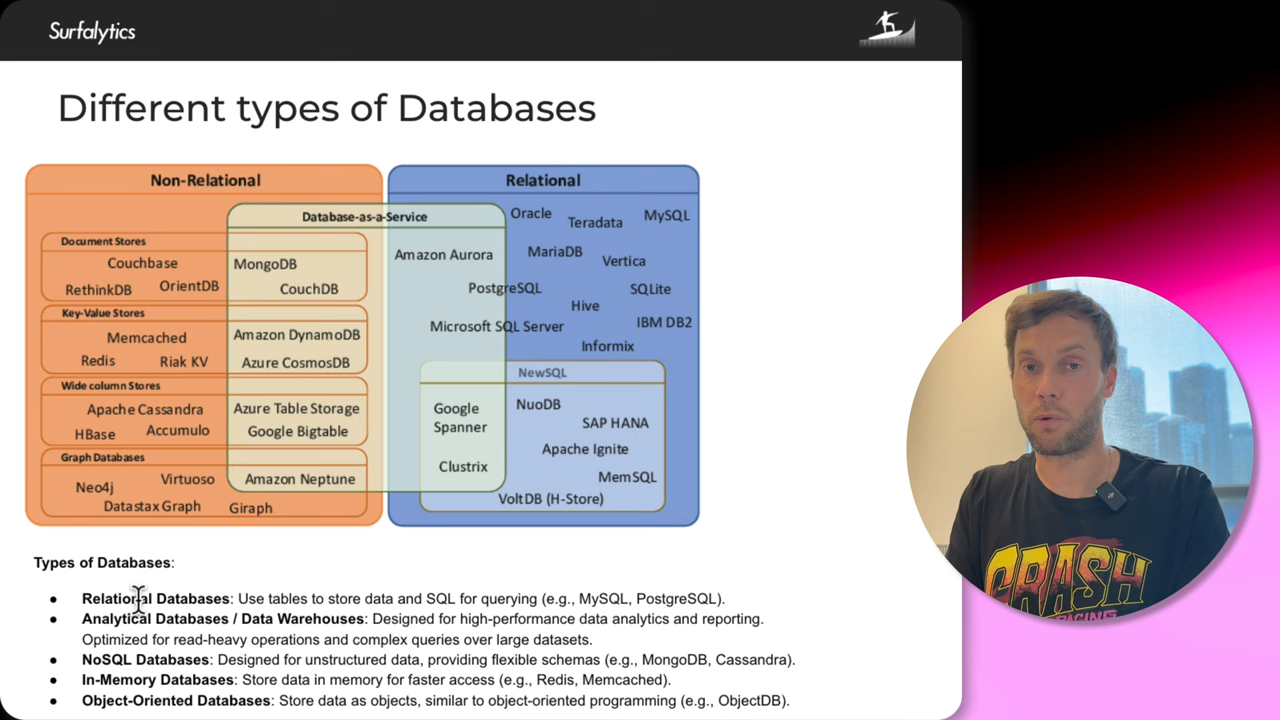 Surfalytics
Different types of Databases
Non-Relational
Relational
Database-as-a-Service
Document Stores
Couchbase
RethinkDB
OrientDB
MongoDB
CouchDB
Key-Value Stores
Memcached
Redis
Riak KV
Amazon DynamoDB
Azure CosmosDB
Wide column Stores
Apache Cassandra
HBase
Accumulo
Azure Table Storage
Google Bigtable
Graph Databases
Neo4j
Virtuoso
Datastax Graph
Giraph
Amazon Neptune
Amazon Aurora
Oracle
Teradata
MySQL
MariaDB
Vertica
PostgreSQL
SQLite
Hive
Microsoft SQL Server
IBM DB2
Informix
NewSQL
Google
Spanner
Clustrix
NuoDB
SAP HANA
Apache Ignite
MemSQL
VoltDB (H-Store)
Types of Databases:
● Relational Databases: Use tables to store data and SQL for querying (e.g., MySQL, PostgreSQL).
● Analytical Databases / Data Warehouses: Designed for high-performance data analytics and reporting.
Optimized for read-heavy operations and complex queries over large datasets.
● NoSQL Databases: Designed for unstructured data, providing flexible schemas (e.g., MongoDB, Cassandra).
● In-Memory Databases: Store data in memory for faster access (e.g., Redis, Memcached).
● Object-Oriented Databases: Store data as objects, similar to object-oriented programming (e.g., ObjectDB).
CRASH